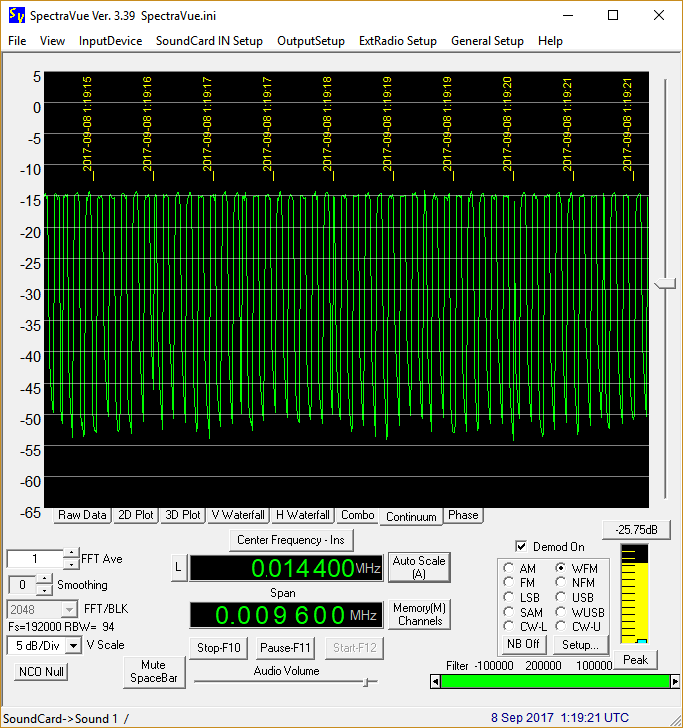 SpectraVue Ver. 3.39 SpectraVue.ini
File View InputDevice SoundCard IN Setup OutputSetup ExtRadio Setup General Setup Help
5
0
-5
-10
-15
-20
-25
-30
-35
-40
-45
-50
-55
-60
-65
2017-09-08 1:19:15
2017-09-08 1:19:16
2017-09-08 1:19:17
2017-09-08 1:19:17
2017-09-08 1:19:18
2017-09-08 1:19:19
2017-09-08 1:19:19
2017-09-08 1:19:20
2017-09-08 1:19:21
2017-09-08 1:19:21
Raw Data 2D Plot 3D Plot V Waterfall H Waterfall Combo Continuum Phase
1 FFT Ave
0 Smoothing
2048 FFT/BLK
Fs=192000 RBW= 94
5 dB/Div V Scale
NCO Null
Mute
SpaceBar
Center Frequency - Ins
L 0.014400 MHz
Auto Scale
(A)
Span
0.009600 MHz
Memory(M)
Channels
Stop-F10 Pause-F11 Start-F12
Audio Volume
-25.75dB
Demod On
AM WFM
FM NFM
LSB USB
SAM WUSB
CW-L CW-U
NB Off Setup...
Peak
Filter -100000 200000 100000
SoundCard->Sound 1 /
8 Sep 2017 1:19:21 UTC